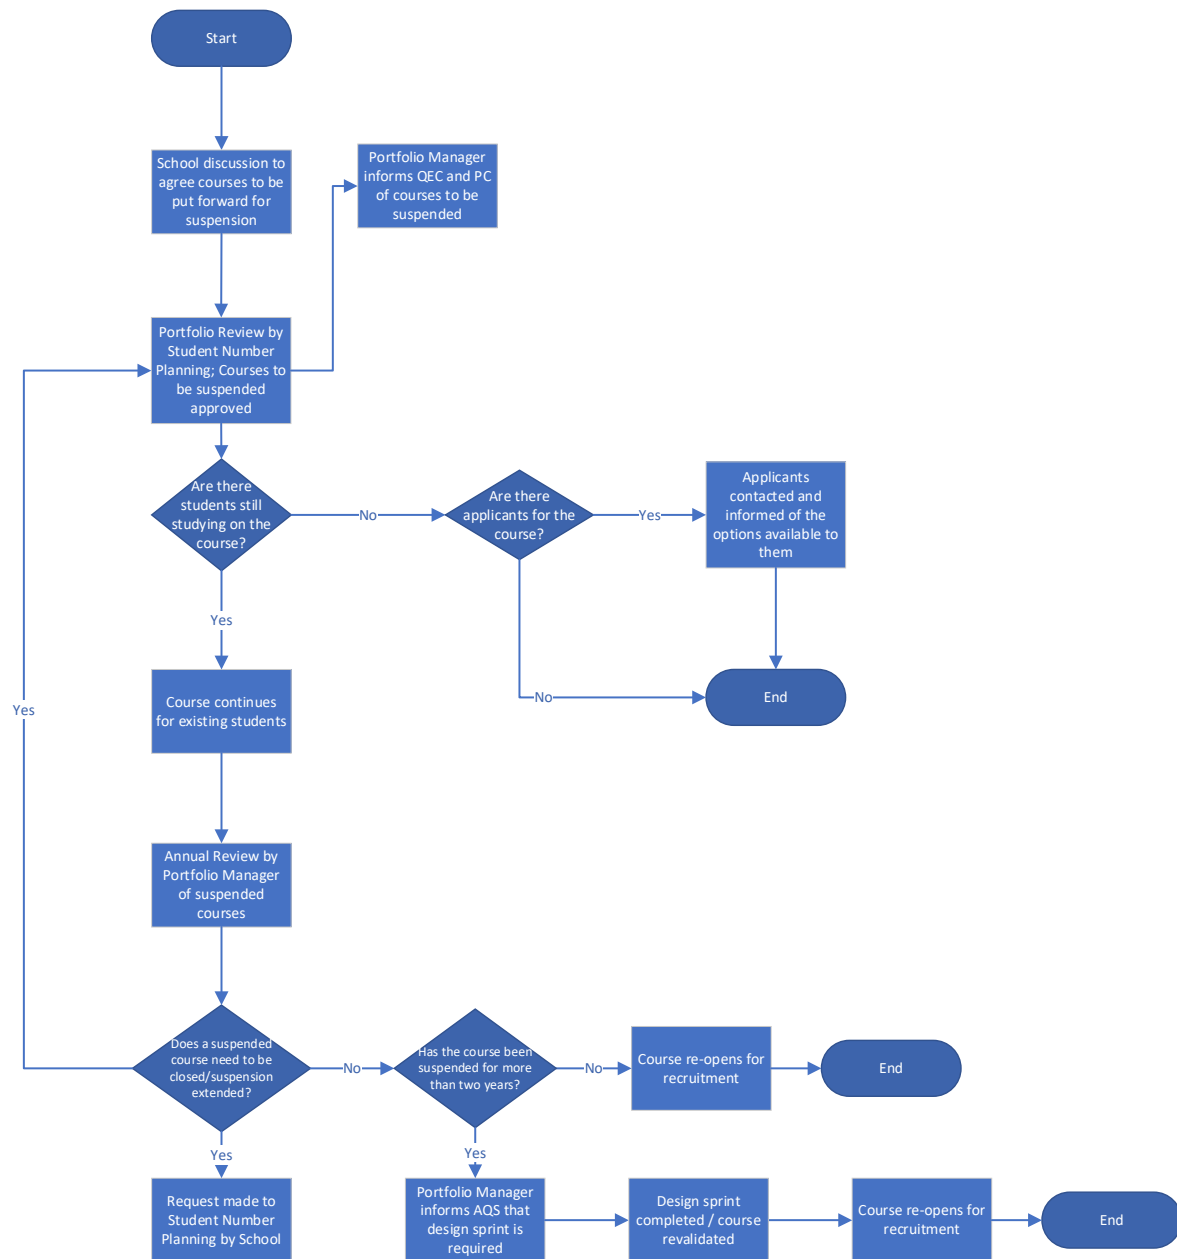 Start
School discussion to
agree courses to be
put forward for
suspension
Portfolio Manager
informs QEC and PC
of courses to be
suspended
Portfolio Review by
Student Number
Planning; Courses to
be suspended
approved
Are there
students still
studying on the
course?
No
Are there
applicants for the
course?
Yes
Applicants
contacted and
informed of the
options available to
them
Yes
Course continues
for existing students
No
End
Yes
Annual Review by
Portfolio Manager
of suspended
courses
Does a suspended
course need to be
closed/suspension
extended?
No
Has the course been
suspended for more
than two years?
No
Course re-opens for
recruitment
End
Yes
Yes
Request made to
Student Number
Planning by School
Portfolio Manager
informs AQS that
design sprint is
required
Design sprint
completed / course
revalidated
Course re-opens for
recruitment
End